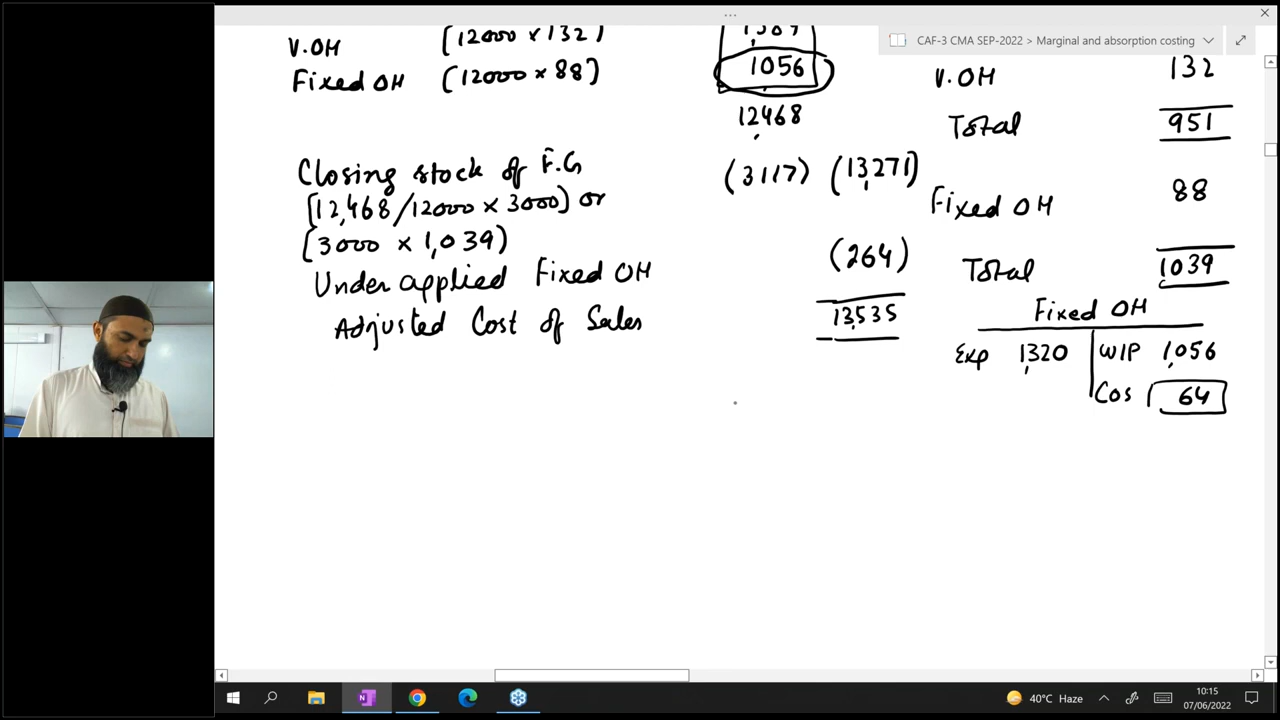 ...
CAF-3 CMA SEP-2022 > Marginal and absorption costing
V.OH [12000 × 132)
Fixed OH (12000 × 88) 1056
12468
Closing stock of F.G (3117) (13,271)
[12,468/12000 × 3000) or
[3000 × 1,039)
Under applied Fixed OH (264)
Adjusted Cost of Sales 13,535
V.OH 132
Total 951
Fixed OH 88
Total 1039
Fixed OH
Exp 1,320 WIP 1,056
Cos 64
40°C Haze
10:15
07/06/2022